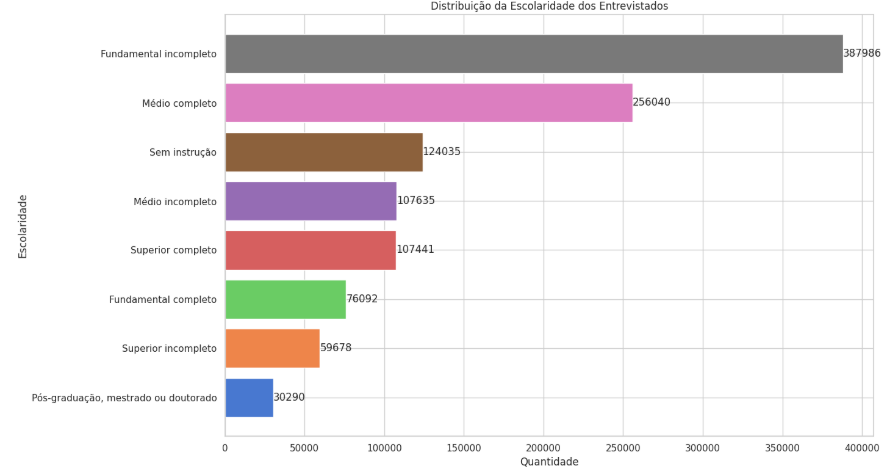 Distribuição da Escolaridade dos Entrevistados
Escolaridade
Fundamental incompleto 387986
Médio completo 256040
Sem instrução 124035
Médio incompleto 107635
Superior completo 107441
Fundamental completo 76092
Superior incompleto 59678
Pós-graduação, mestrado ou doutorado 30290
0 50000 100000 150000 200000 250000 300000 350000 400000
Quantidade